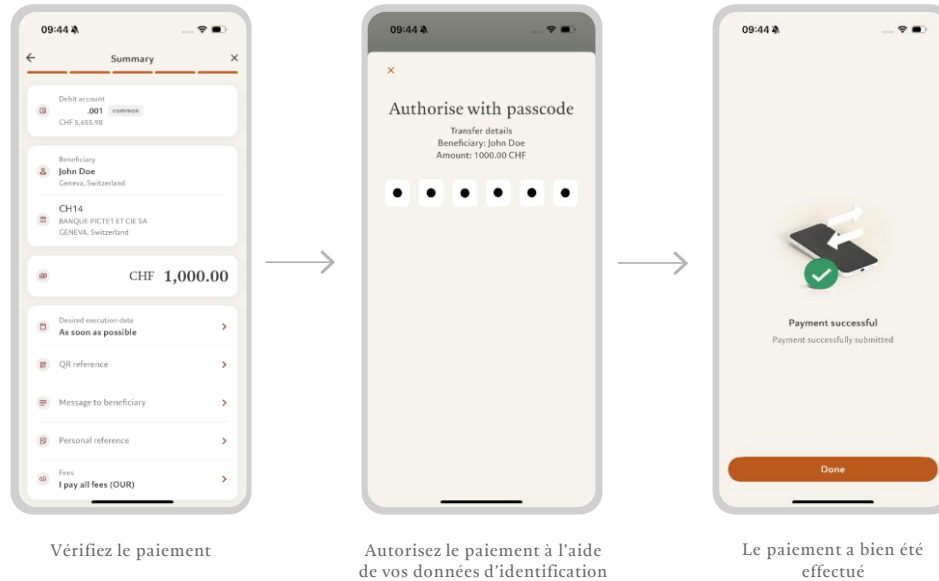 09:44
Summary
Debit account
.001 common
CHF 5,655.98
Beneficiary
John Doe
Geneva, Switzerland
CH14
BANQUE PICTET ET CIE SA
GENEVA, Switzerland
CHF 1,000.00
Desired execution date
As soon as possible
QR reference
Message to beneficiary
Personal reference
Fees
I pay all fees (OUR)
Vérifiez le paiement
09:44
Authorise with passcode
Transfer details
Beneficiary: John Doe
Amount: 1000.00 CHF
Autorisez le paiement à l’aide
de vos données d’identification
09:44
Payment successful
Payment successfully submitted
Done
Le paiement a bien été
effectué